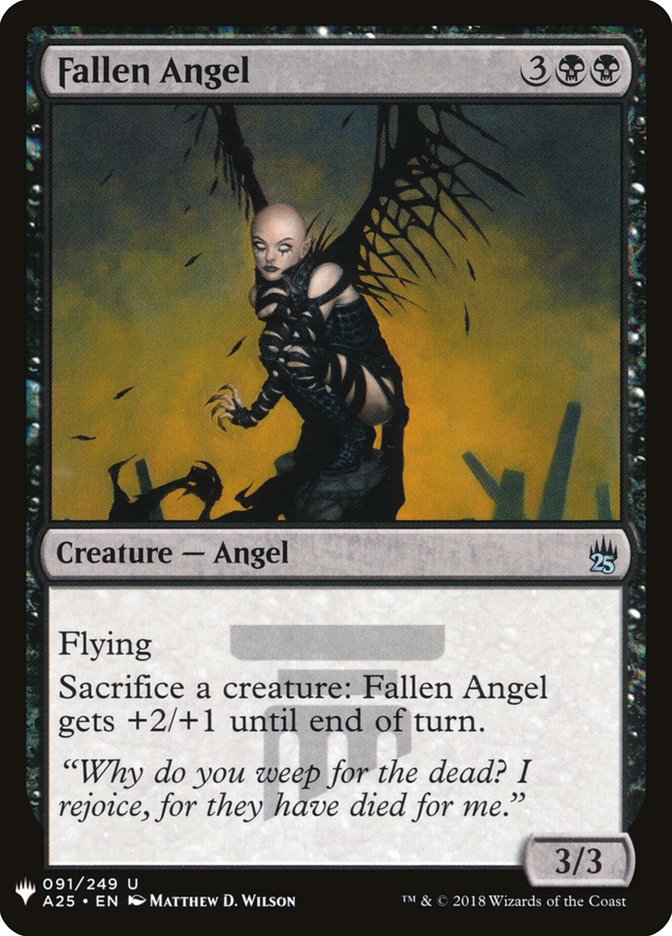 Fallen Angel 3
Creature — Angel
25
Flying
Sacrifice a creature: Fallen Angel
gets +2/+1 until end of turn.
“Why do you weep for the dead? I
rejoice, for they have died for me.”
3/3
091/249 U
A25 • EN Matthew D. Wilson
™ & © 2018 Wizards of the Coast